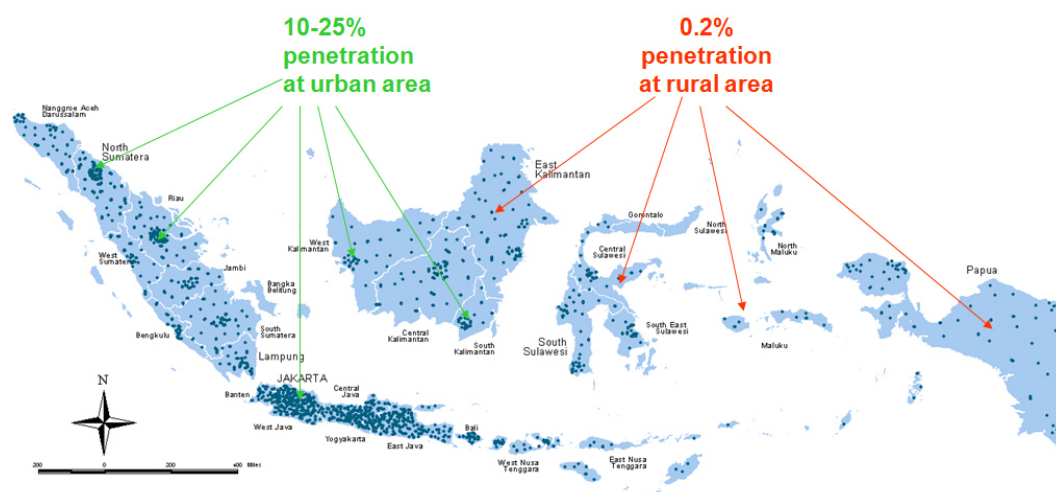 10-25%
penetration
at urban area
0.2%
penetration
at rural area
Nanggroe Aceh
Darussalam
North
Sumatera
Riau
West
Sumatera
Jambi
Bangka
Belitung
Bengkulu
South
Sumatera
Lampung
JAKARTA
Banten
West Java
Central
Java
Yogyakarta
East Java
Bali
West Nusa
Tenggara
East Nusa
Tenggara
West
Kalimantan
Central
Kalimantan
South
Kalimantan
East
Kalimantan
Gorontalo
North
Sulawesi
Central
Sulawesi
South East
Sulawesi
South
Sulawesi
North
Maluku
Maluku
Papua
N
200 0 200 400 Miles